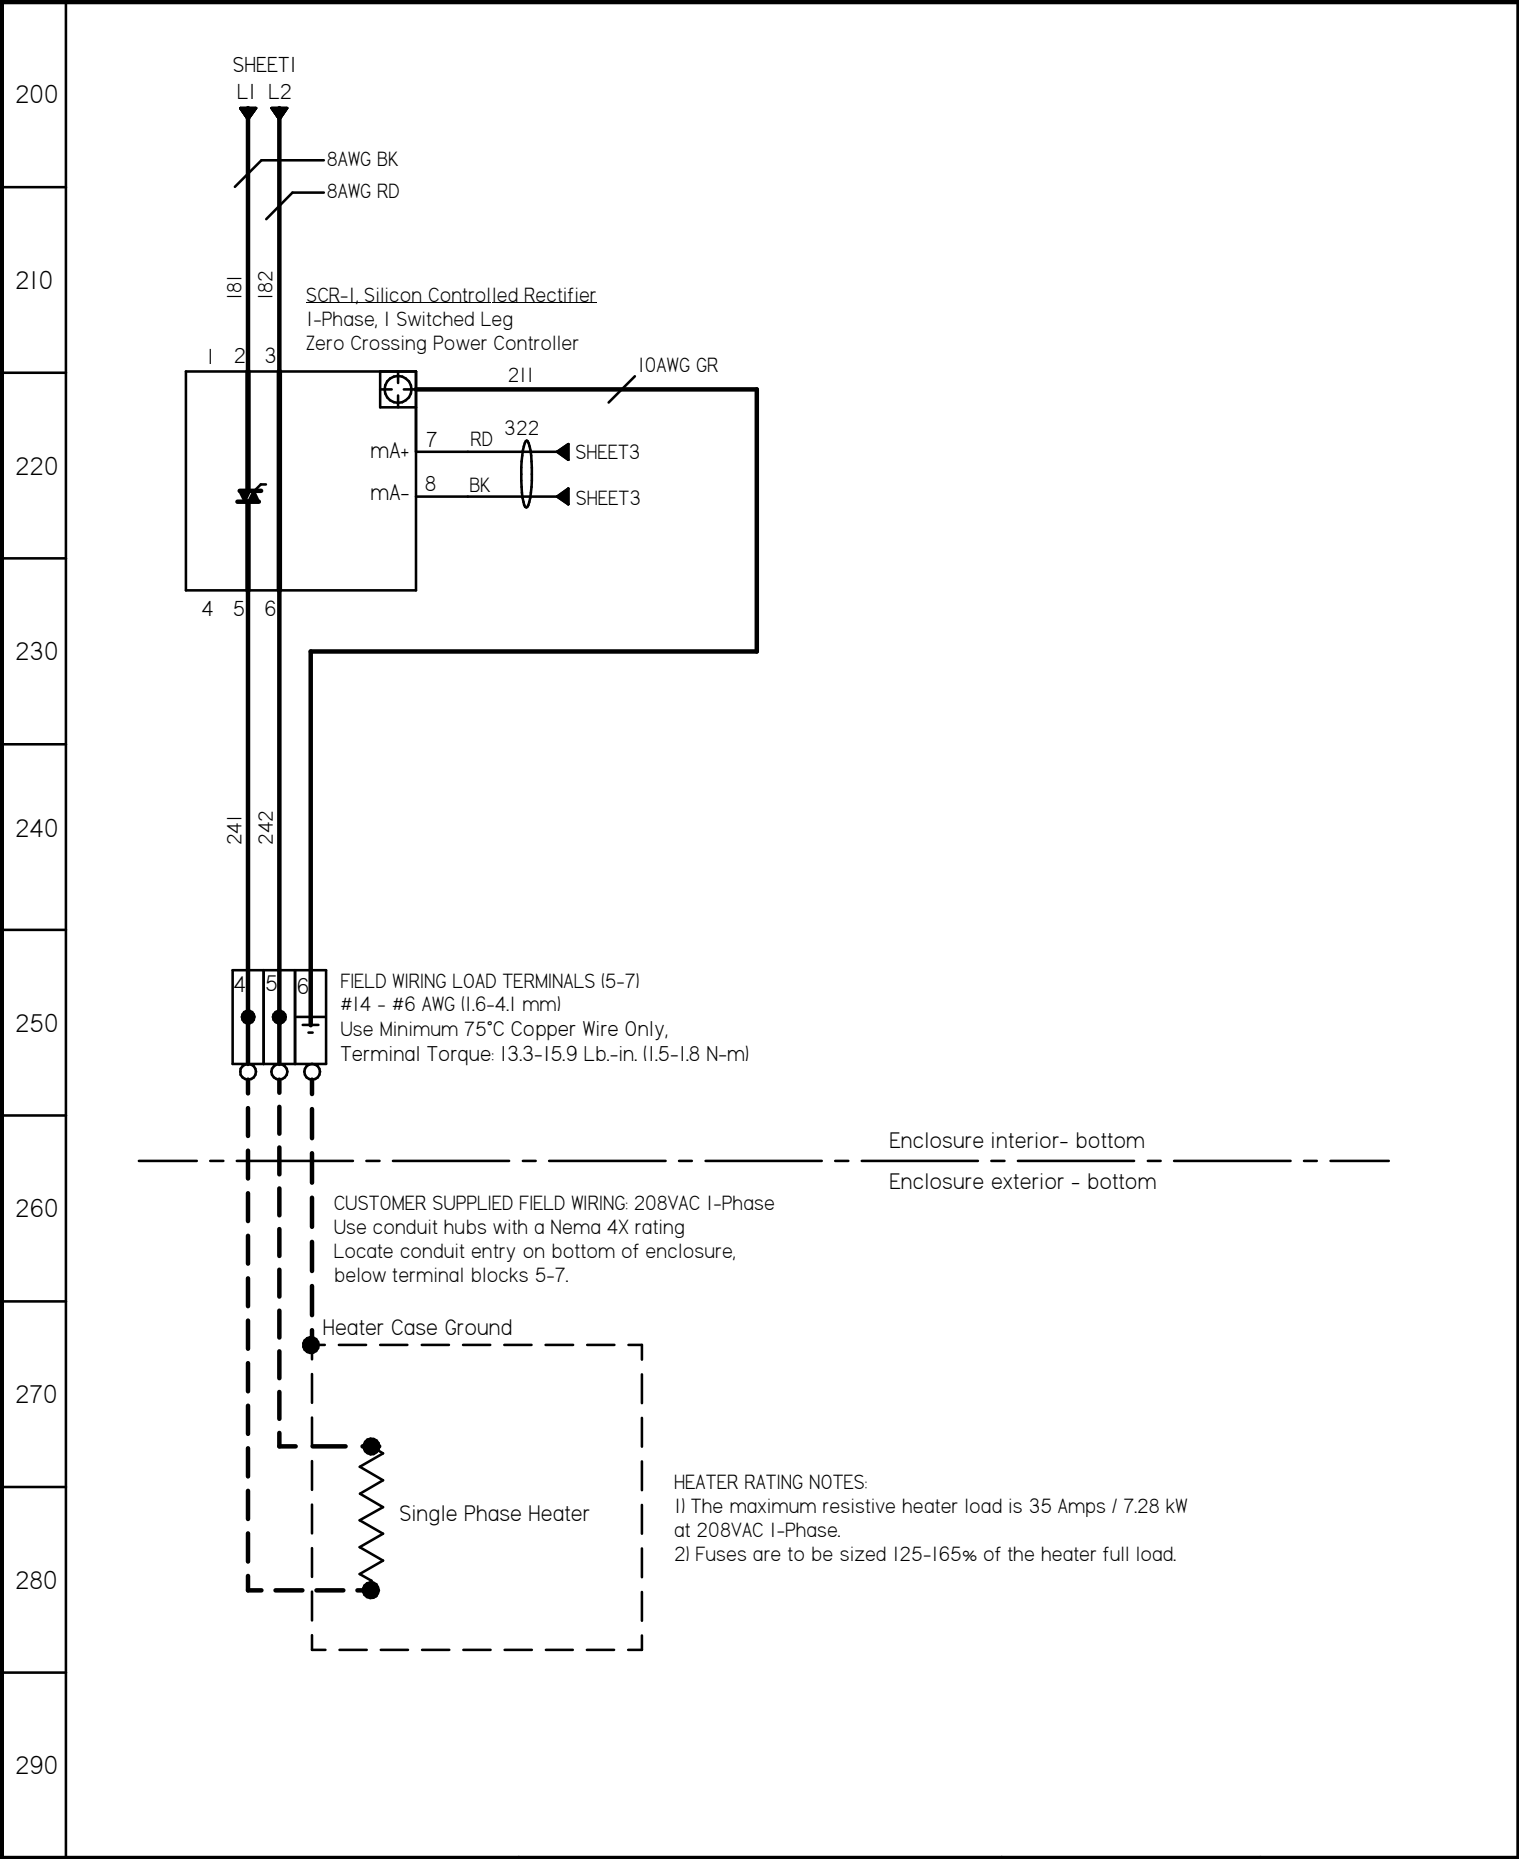 SHEET1
L1 L2
200
8AWG BK
8AWG RD
210
181
182
SCR-1, Silicon Controlled Rectifier
1-Phase, 1 Switched Leg
Zero Crossing Power Controller
1 2 3
211
10AWG GR
322
mA+ 7 RD SHEET3
220
mA- 8 BK SHEET3
4 5 6
230
240
241
242
4 5 6
FIELD WIRING LOAD TERMINALS (5-7)
#14 - #6 AWG (1.6-4.1 mm)
250
Use Minimum 75°C Copper Wire Only,
Terminal Torque: 13.3-15.9 Lb.-in. (1.5-1.8 N-m)
Enclosure interior- bottom
Enclosure exterior - bottom
260
CUSTOMER SUPPLIED FIELD WIRING: 208VAC 1-Phase
Use conduit hubs with a Nema 4X rating
Locate conduit entry on bottom of enclosure,
below terminal blocks 5-7.
Heater Case Ground
270
Single Phase Heater
HEATER RATING NOTES:
1) The maximum resistive heater load is 35 Amps / 7.28 kW
at 208VAC 1-Phase.
2) Fuses are to be sized 125-165% of the heater full load.
280
290